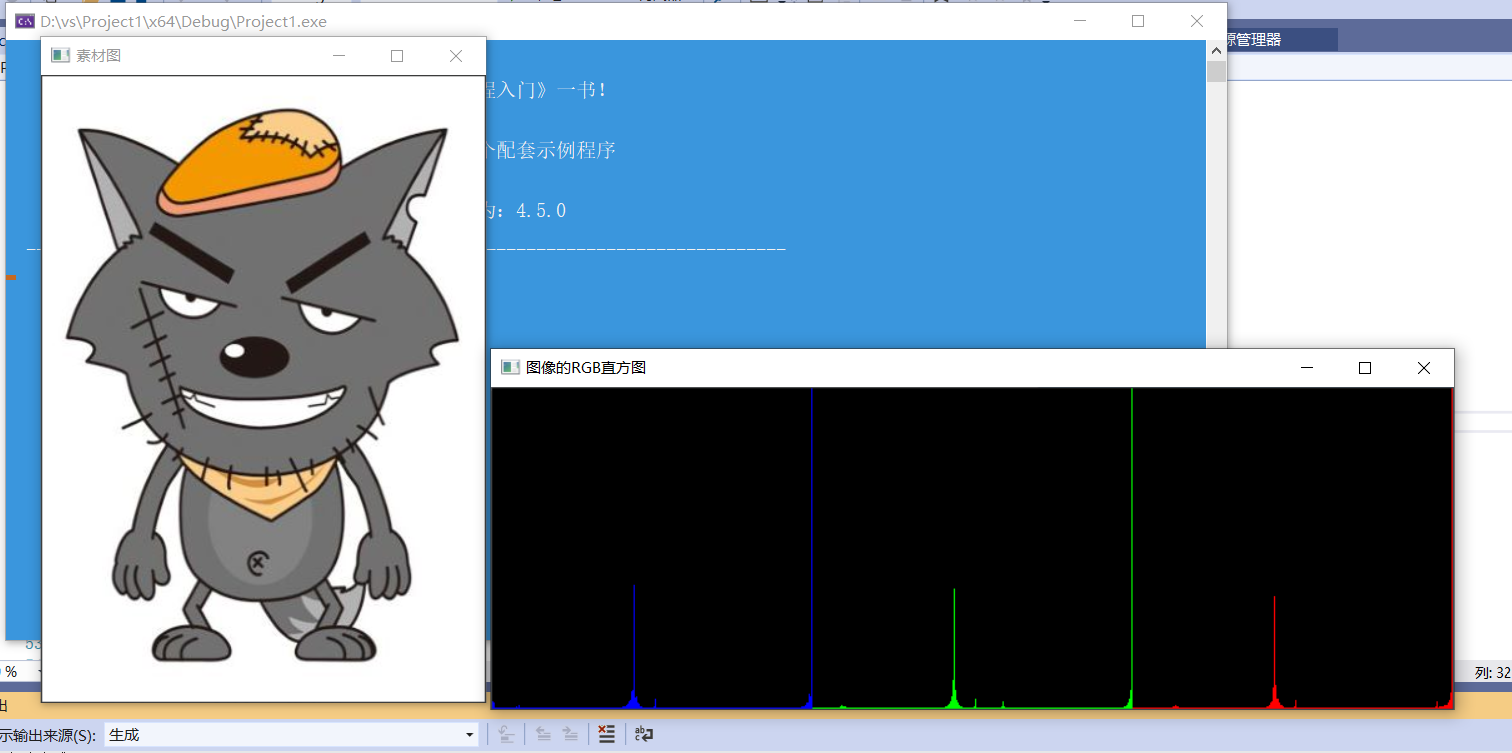 D:\vs\Project1\x64\Debug\Project1.exe
源管理器
素材图
程入门》一书!
个配套示例程序
为: 4.5.0
图像的RGB直方图
53
%
列: 32
出
示输出来源(S): 生成